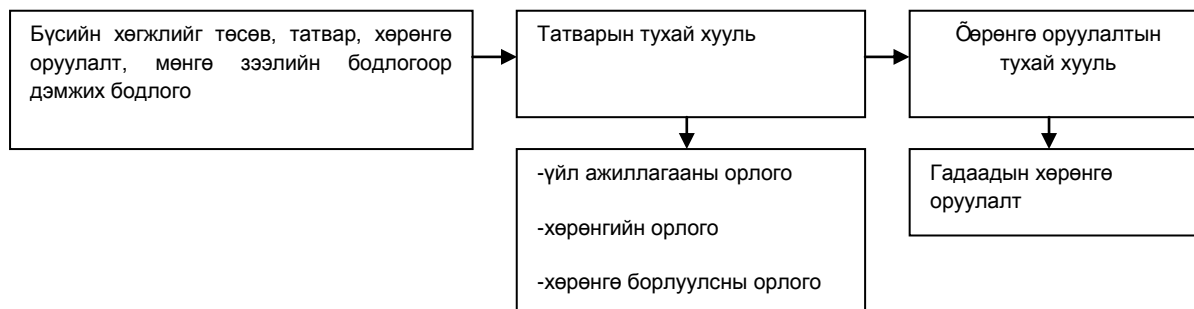 Бүсийн хөгжлийг төсөв, татвар, хөрөнгө
оруулалт, мөнгө зээлийн бодлогоор
дэмжих бодлого
Татварын тухай хууль
Õөрөнгө оруулалтын
тухай хууль
-үйл ажиллагааны орлого
-хөрөнгийн орлого
-хөрөнгө борлуулсны орлого
Гадаадын хөрөнгө
оруулалт